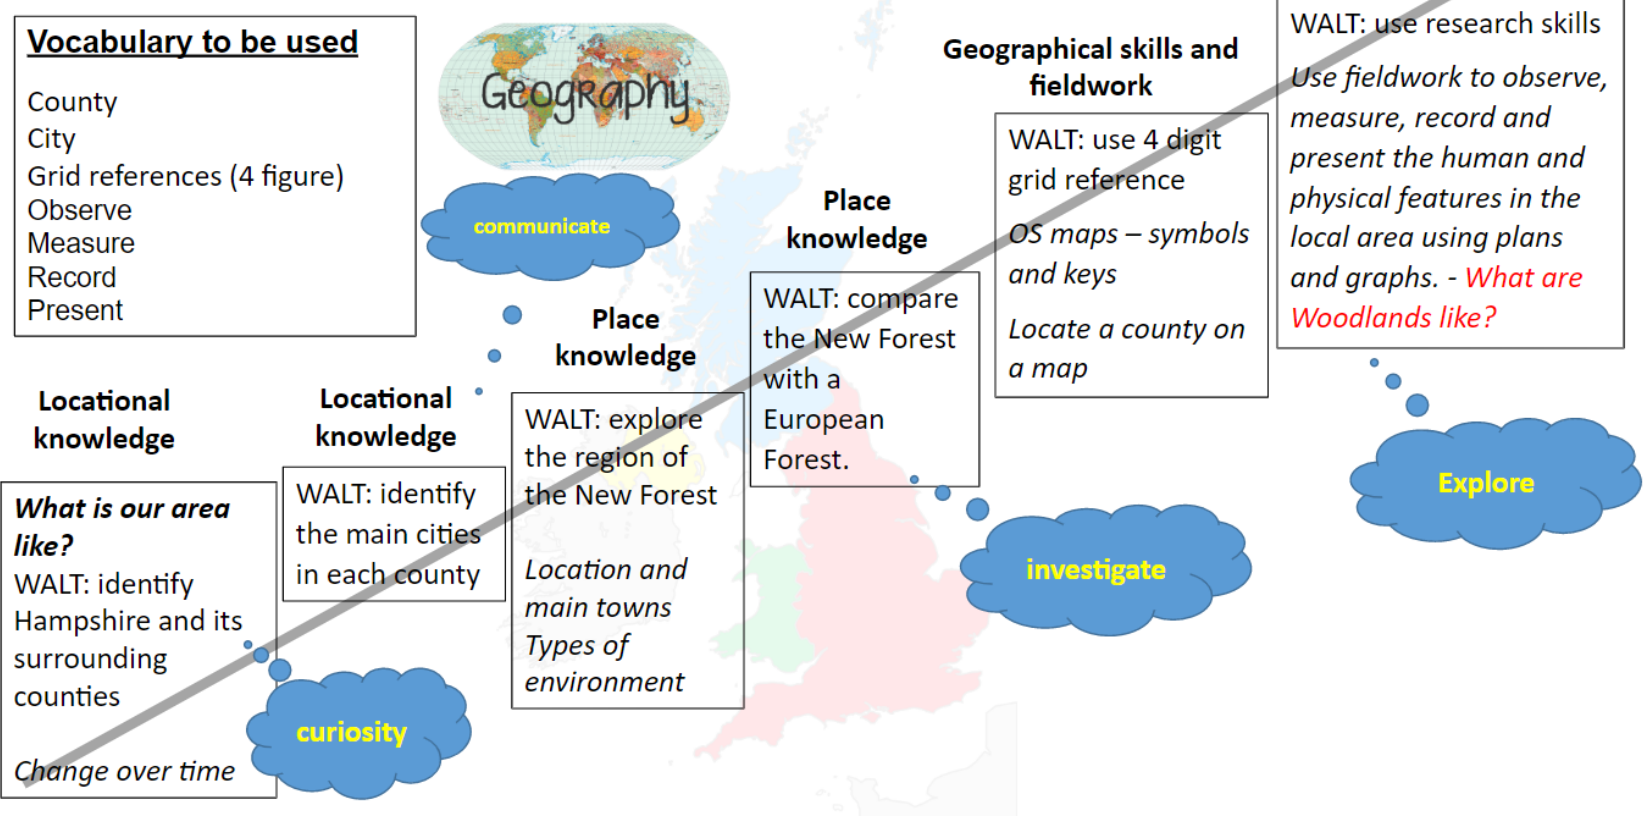 Vocabulary to be used
County
City
Grid references (4 figure)
Observe
Measure
Record
Present
Geography
communicate
Locational
knowledge
What is our area
like?
WALT: identify
Hampshire and its
surrounding
counties
Change over time
curiosity
Locational
knowledge
WALT: identify
the main cities
in each county
Place
knowledge
WALT: explore
the region of
the New Forest
Location and
main towns
Types of
environment
Place
knowledge
WALT: compare
the New Forest
with a
European
Forest.
investigate
Geographical skills and
fieldwork
WALT: use 4 digit
grid reference
OS maps – symbols
and keys
Locate a county on
a map
WALT: use research skills
Use fieldwork to observe,
measure, record and
present the human and
physical features in the
local area using plans
and graphs. - What are
Woodlands like?
Explore